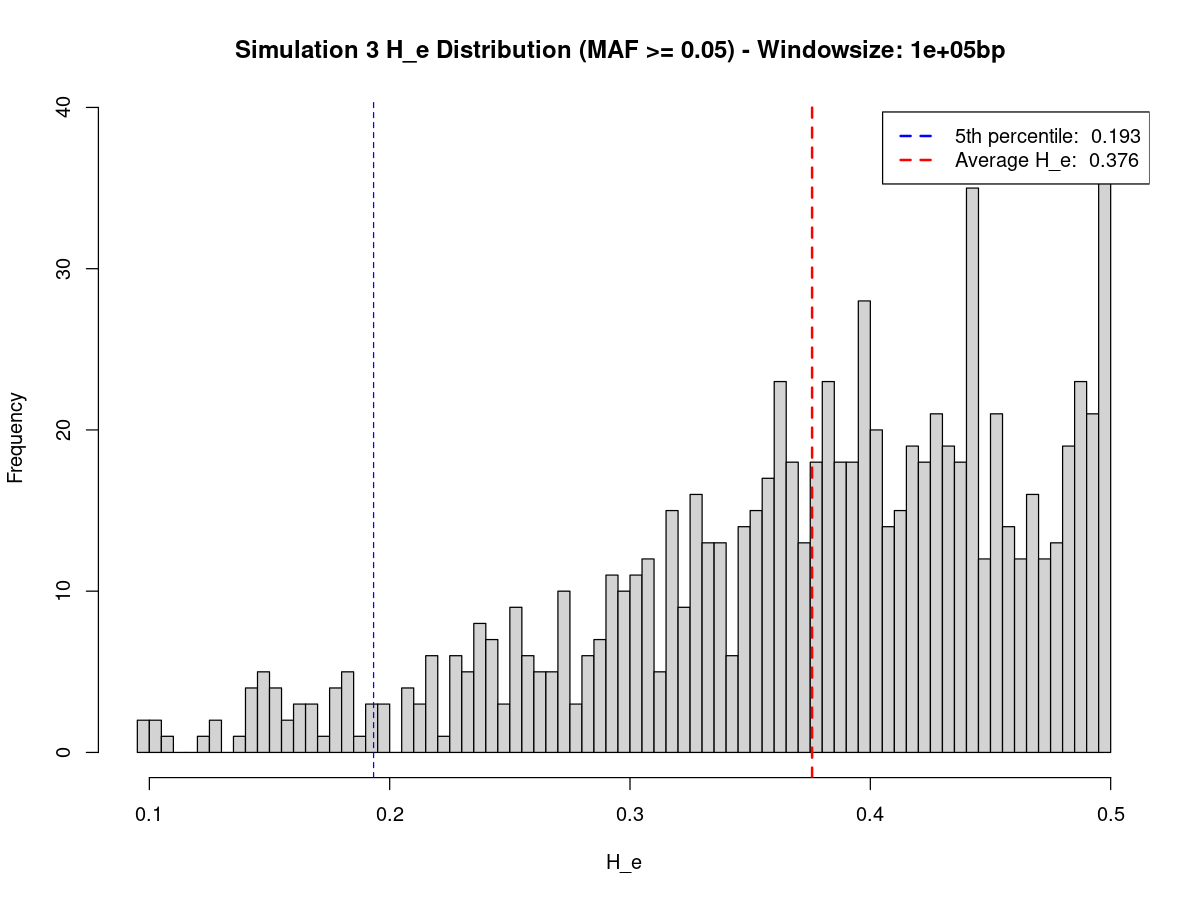 Simulation 3 H_e Distribution (MAF >= 0.05) - Windowsize: 1e+05bp
5th percentile: 0.193
Average H_e: 0.376
40
30
20
10
0
Frequency
0.1 0.2 0.3 0.4 0.5
H_e